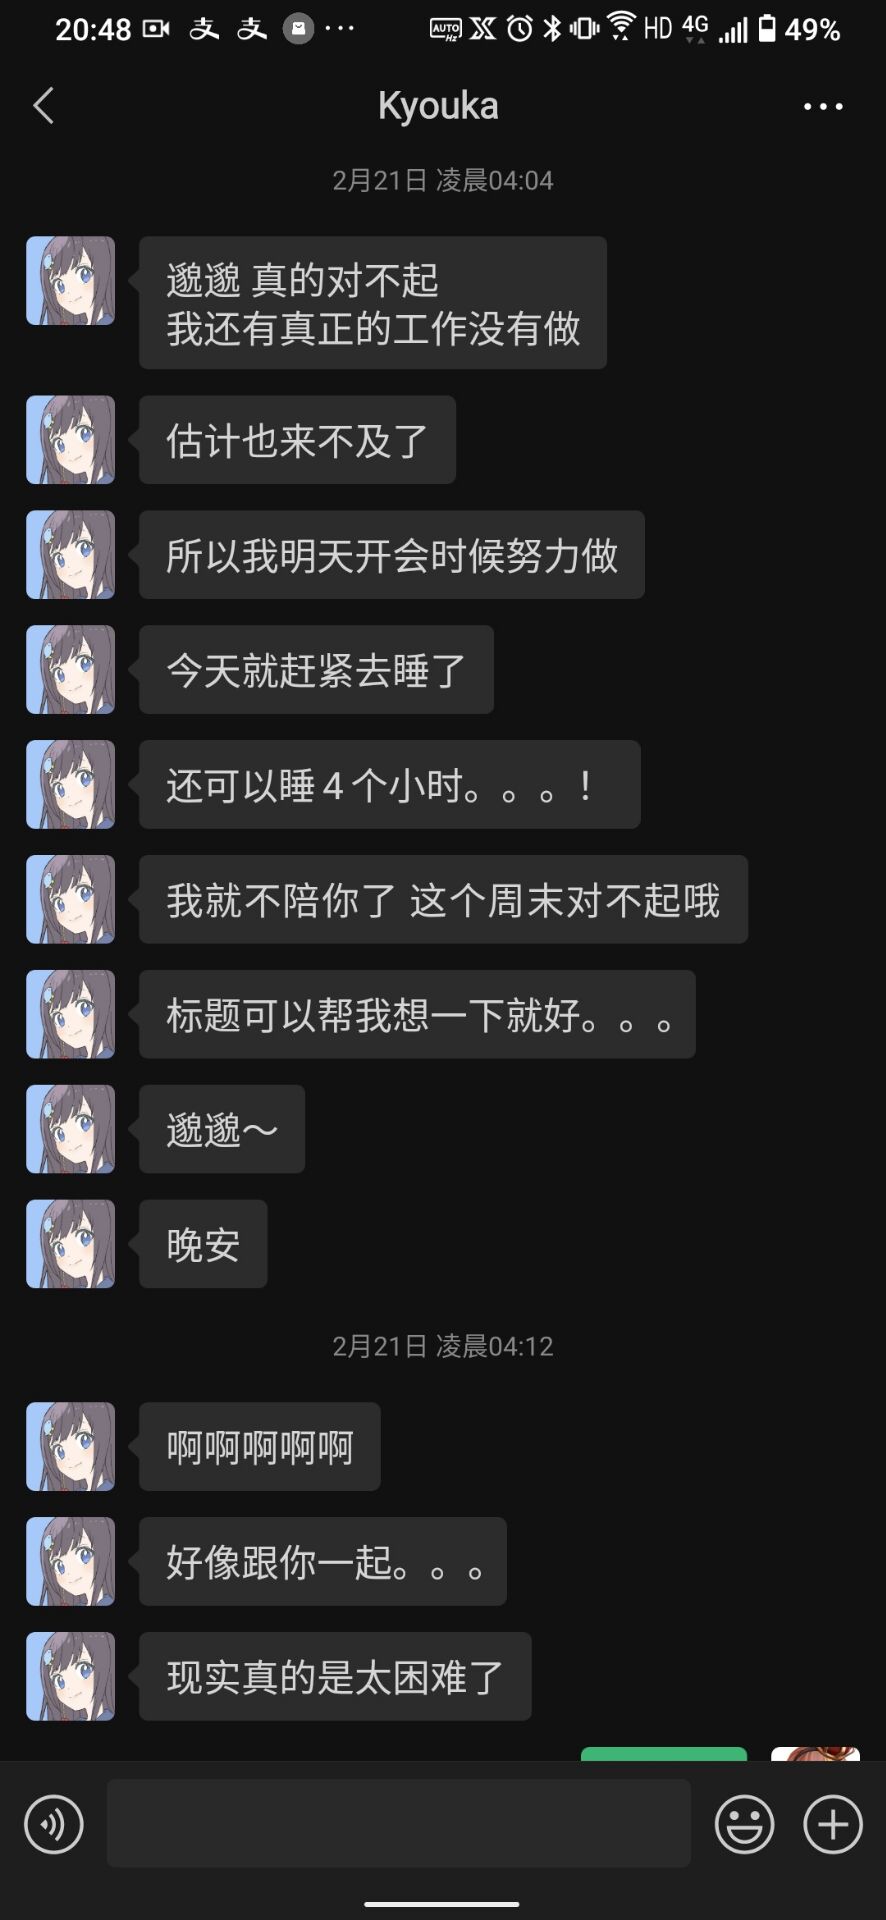 20:48 支 支 ··· AUTO Hz HD 4G 49%
Kyouka
2月21日 凌晨04:04
邈邈 真的对不起
我还有真正的工作没有做
估计也来不及了
所以我明天开会时候努力做
今天就赶紧去睡了
还可以睡４个小时。。。！
我就不陪你了 这个周末对不起哦
标题可以帮我想一下就好。。。
邈邈～
晚安
2月21日 凌晨04:12
啊啊啊啊啊
好像跟你一起。。。
现实真的是太困难了